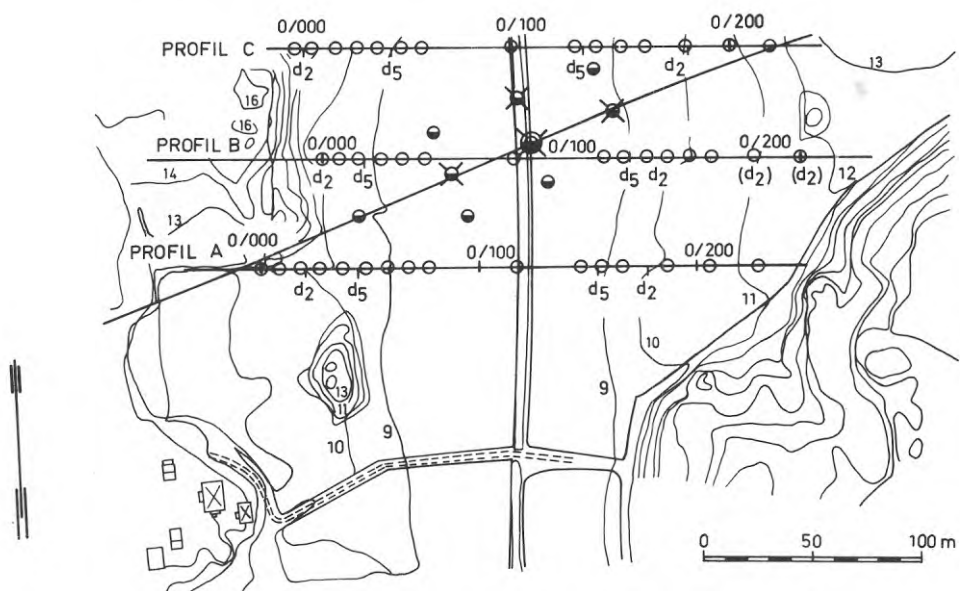 0/000 0/100 0/200
PROFIL C
d2 d5 d5 d2 13
16
16
PROFIL B 0/000 0/100 0/200
14 d2 d5 d5 d2 (d2) (d2) 12
13
PROFIL A 0/000 0/100 0/200
d2 d5 d5 d2 11
10
13
11
10 9 9
0 50 100 m